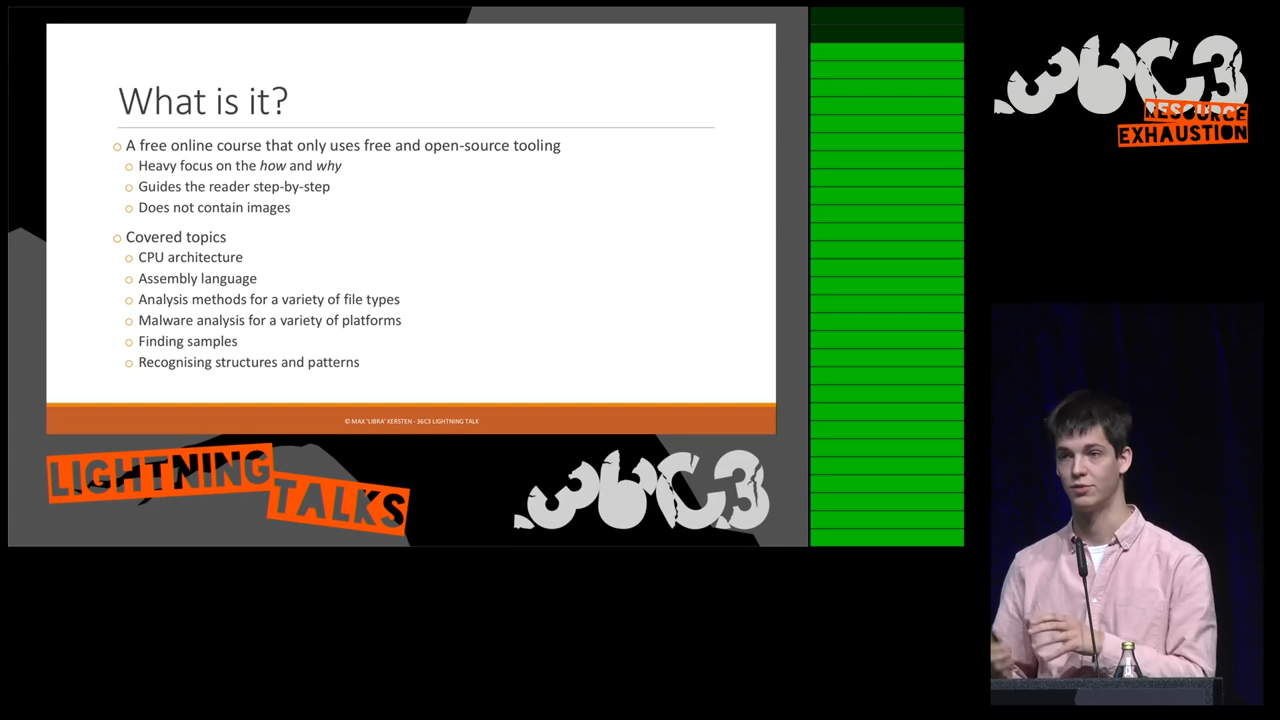 What is it?
A free online course that only uses free and open-source tooling
Heavy focus on the how and why
Guides the reader step-by-step
Does not contain images
Covered topics
CPU architecture
Assembly language
Analysis methods for a variety of file types
Malware analysis for a variety of platforms
Finding samples
Recognising structures and patterns
© MAX 'LIBRA' KERSTEN - 36C3 LIGHTNING TALK
LIGHTNING
TALKS
36C3
36C3
RESOURCE
EXHAUSTION